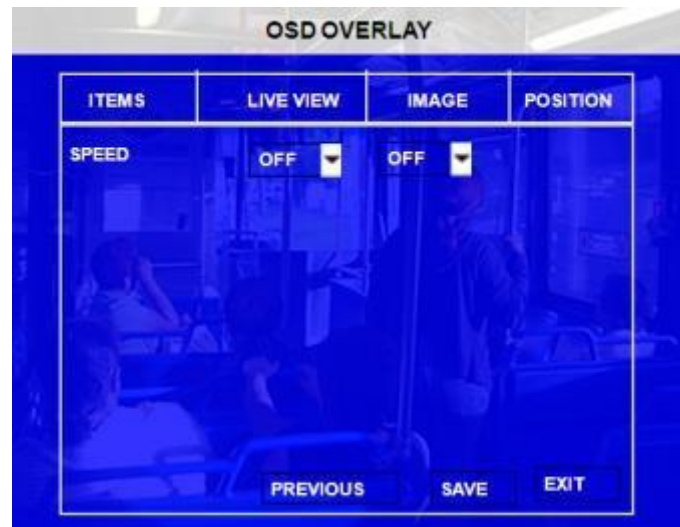 OSD OVERLAY
ITEMS LIVE VIEW IMAGE POSITION
SPEED OFF OFF
PREVIOUS SAVE EXIT